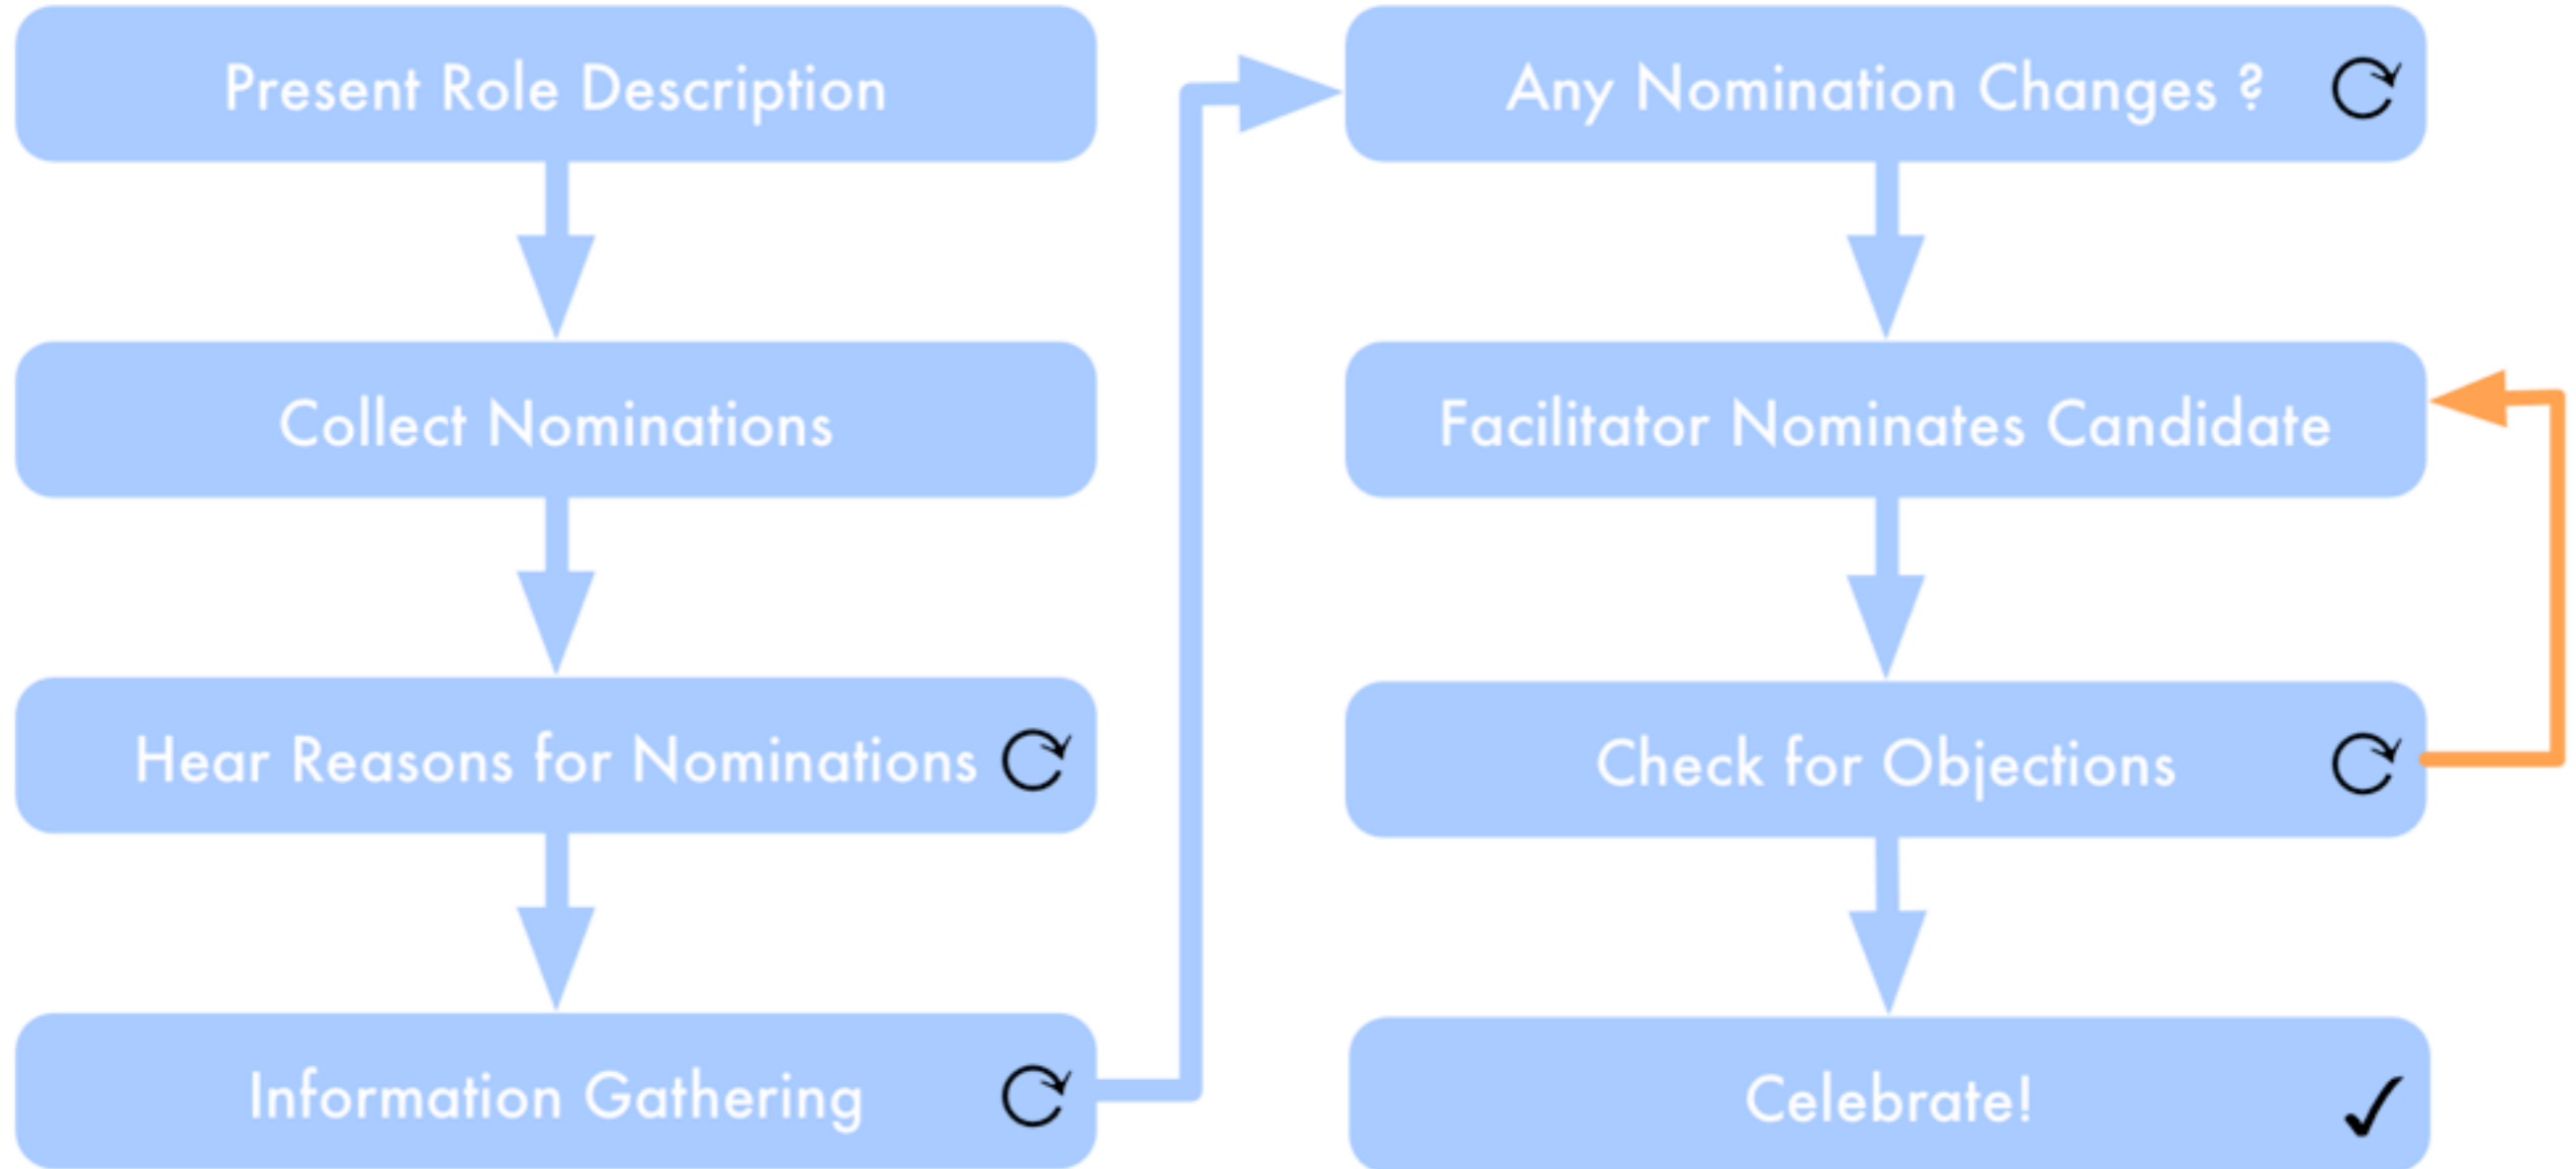 Present Role Description
Collect Nominations
Hear Reasons for Nominations
Information Gathering
Any Nomination Changes ?
Facilitator Nominates Candidate
Check for Objections
Celebrate!